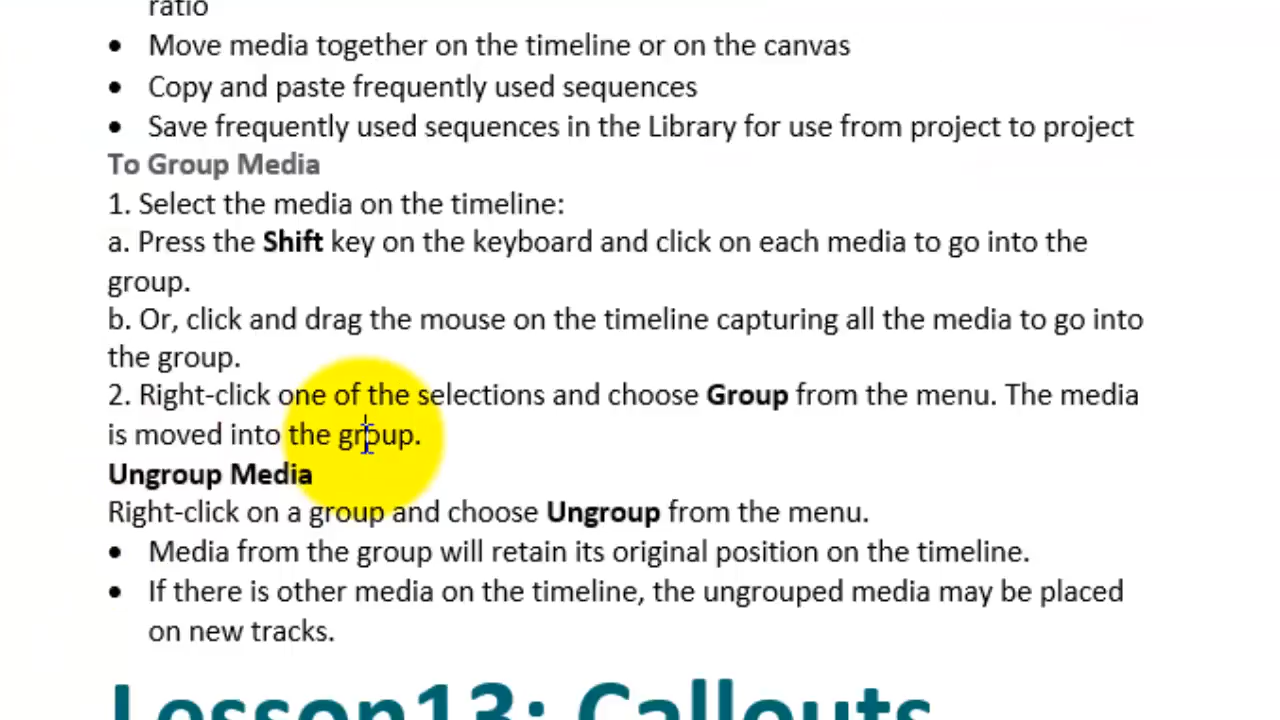 ratio
• Move media together on the timeline or on the canvas
• Copy and paste frequently used sequences
• Save frequently used sequences in the Library for use from project to project
To Group Media
1. Select the media on the timeline:
a. Press the Shift key on the keyboard and click on each media to go into the
group.
b. Or, click and drag the mouse on the timeline capturing all the media to go into
the group.
2. Right-click one of the selections and choose Group from the menu. The media
is moved into the group.
Ungroup Media
Right-click on a group and choose Ungroup from the menu.
• Media from the group will retain its original position on the timeline.
• If there is other media on the timeline, the ungrouped media may be placed
on new tracks.
Lesson13: Callouts